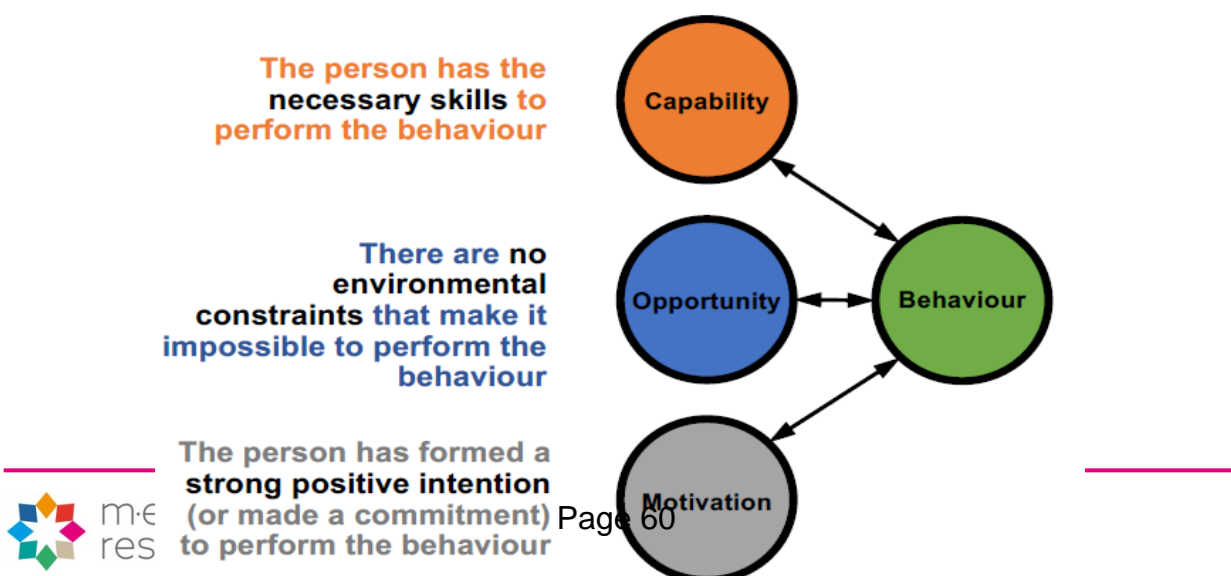 The person has the
necessary skills to
perform the behaviour
Capability
There are no
environmental
constraints that make it
impossible to perform the
behaviour
Opportunity
Behaviour
The person has formed a
strong positive intention
(or made a commitment)
to perform the behaviour
Motivation
Page 60
m·e
res